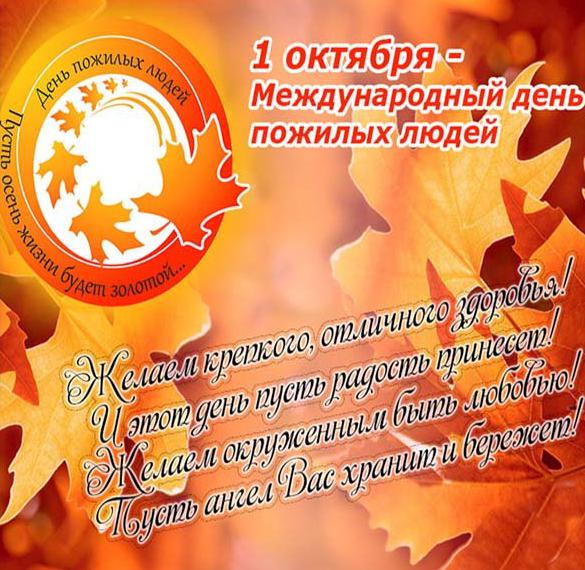 День пожилых людей
Пусть осень жизни будет золотой...
1 октября -
Международный день
пожилых людей
Желаем крепкого, отличного здоровья!
И этот день пусть радость принесет!
Желаем окруженным быть любовью!
Пусть ангел Вас хранит и бережет!